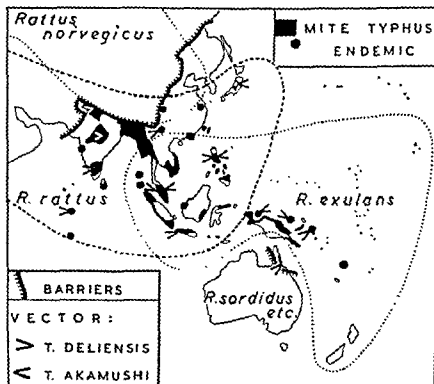 Rattus
norvegicus
MITE TYPHUS
ENDEMIC
R. rattus
R. exulans
R. sordidus
etc.
BARRIERS
VECTOR:
> T. DELIENSIS
< T. AKAMUSHI